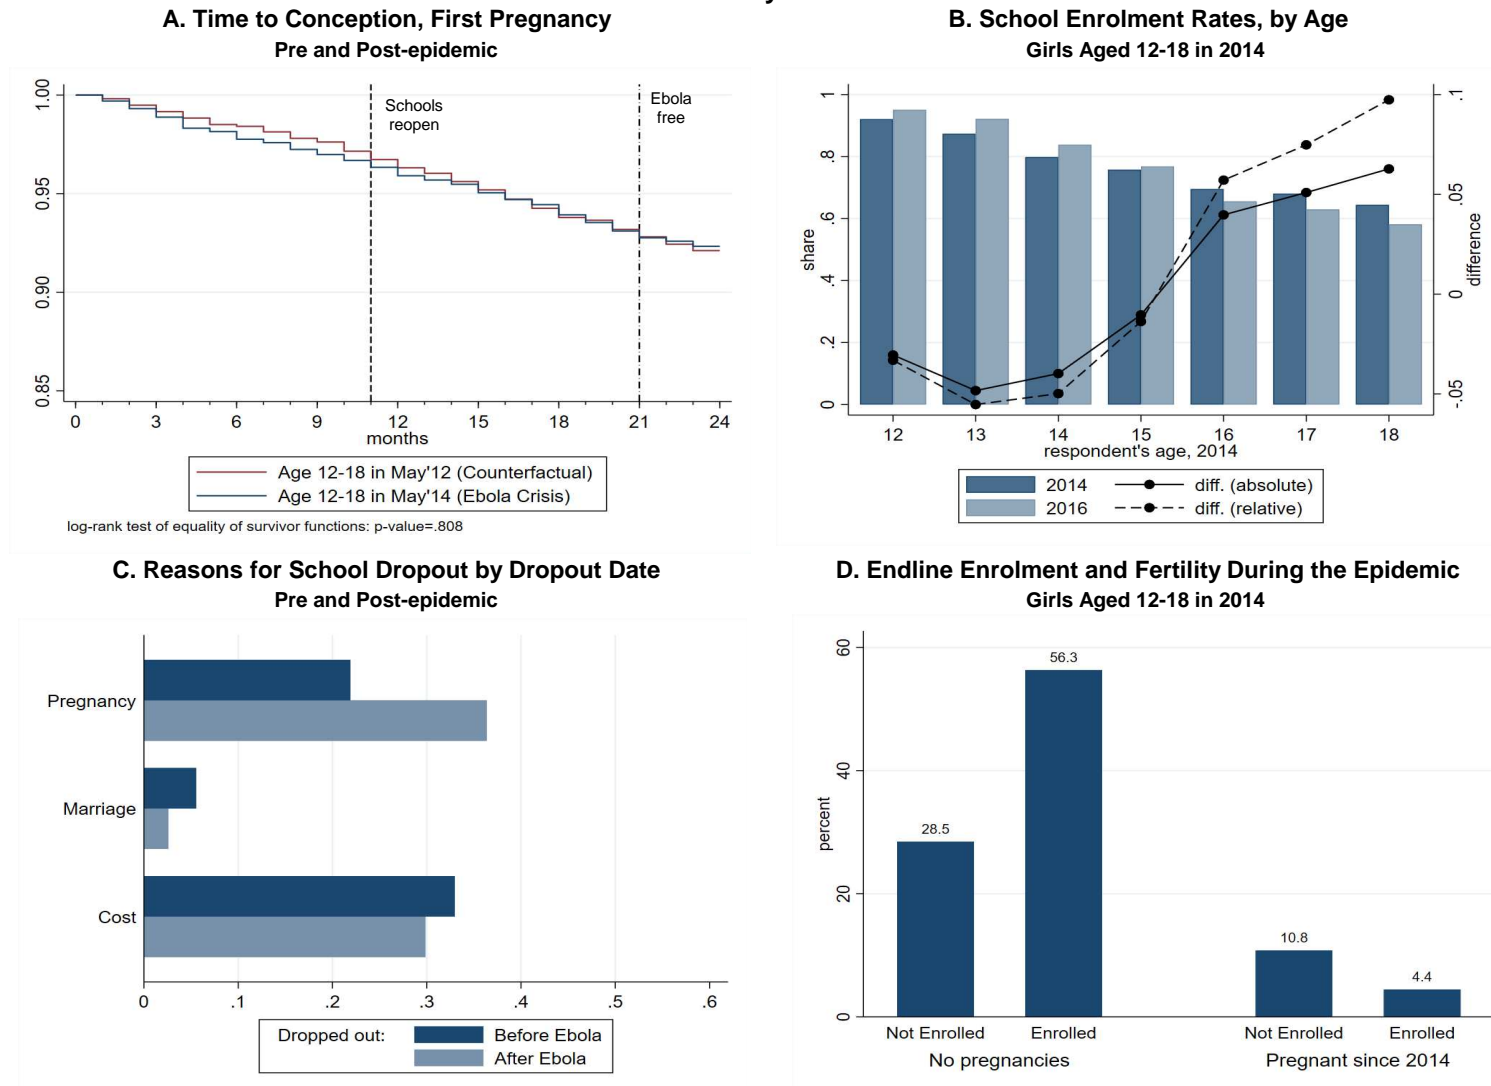 A. Time to Conception, First Pregnancy
Pre and Post-epidemic
1.00
0.95
0.90
0.85
Schools
reopen
Ebola
free
0 3 6 9 12 15 18 21 24
months
Age 12-18 in May'12 (Counterfactual)
Age 12-18 in May'14 (Ebola Crisis)
log-rank test of equality of survivor functions: p-value=.808
B. School Enrolment Rates, by Age
Girls Aged 12-18 in 2014
share
1
.8
.6
.4
.2
0
difference
.1
.05
0
-.05
12 13 14 15 16 17 18
respondent's age, 2014
2014 diff. (absolute)
2016 diff. (relative)
C. Reasons for School Dropout by Dropout Date
Pre and Post-epidemic
Pregnancy
Marriage
Cost
0 .1 .2 .3 .4 .5 .6
Dropped out: Before Ebola
After Ebola
D. Endline Enrolment and Fertility During the Epidemic
Girls Aged 12-18 in 2014
percent
60
40
20
0
28.5
56.3
10.8
4.4
Not Enrolled Enrolled Not Enrolled Enrolled
No pregnancies Pregnant since 2014